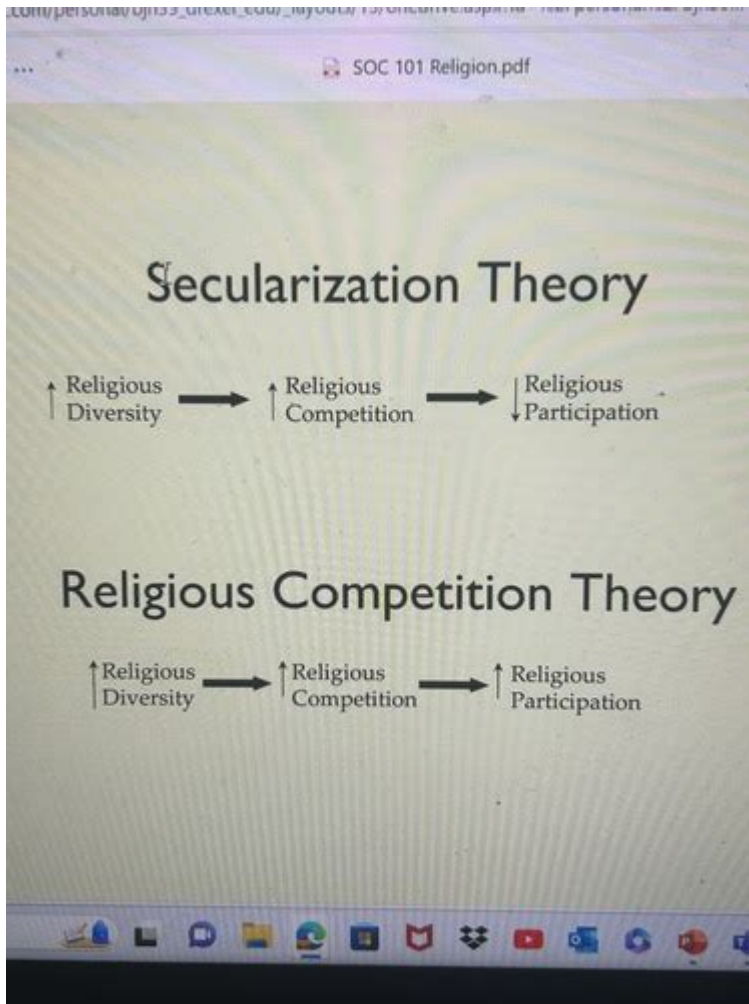 SOC 101 Religion.pdf
Secularization Theory
Religious Diversity
Religious Competition
Religious Participation
Religious Competition Theory
Religious Diversity
Religious Competition
Religious Participation